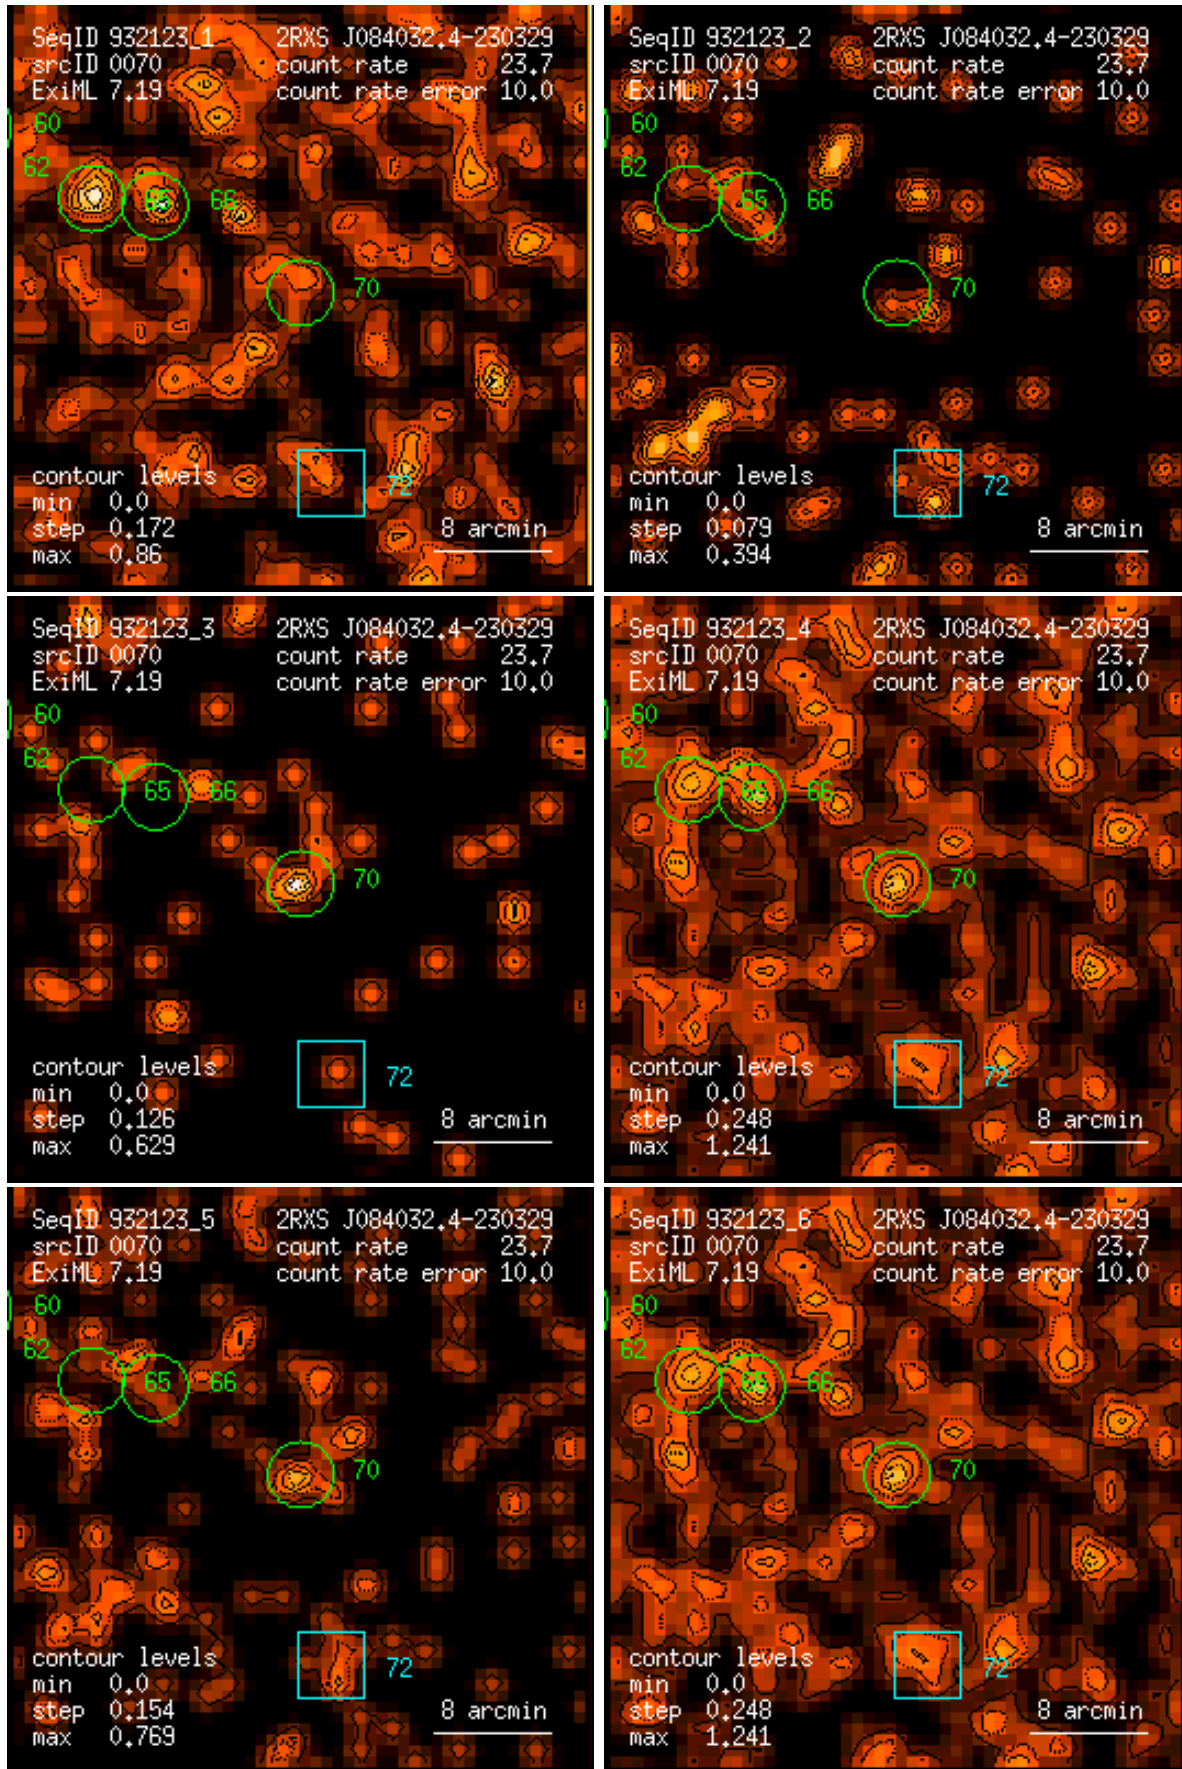 SeqID 932123_1 2RXS J084032.4-230329
srcID 0070 count rate 23.7
ExiML 7.19 count rate error 10.0
60
62
65 66
70
72
contour levels
min 0.0
step 0.172
max 0.86
8 arcmin
SeqID 932123_2 2RXS J084032.4-230329
srcID 0070 count rate 23.7
ExiML 7.19 count rate error 10.0
60
62
65 66
70
72
contour levels
min 0.0
step 0.079
max 0.394
8 arcmin
SeqID 932123_3 2RXS J084032.4-230329
srcID 0070 count rate 23.7
ExiML 7.19 count rate error 10.0
60
62
65 66
70
72
contour levels
min 0.0
step 0.126
max 0.629
8 arcmin
SeqID 932123_4 2RXS J084032.4-230329
srcID 0070 count rate 23.7
ExiML 7.19 count rate error 10.0
60
62
65 66
70
72
contour levels
min 0.0
step 0.248
max 1.241
8 arcmin
SeqID 932123_5 2RXS J084032.4-230329
srcID 0070 count rate 23.7
ExiML 7.19 count rate error 10.0
60
62
65 66
70
72
contour levels
min 0.0
step 0.154
max 0.769
8 arcmin
SeqID 932123_6 2RXS J084032.4-230329
srcID 0070 count rate 23.7
ExiML 7.19 count rate error 10.0
60
62
65 66
70
72
contour levels
min 0.0
step 0.248
max 1.241
8 arcmin